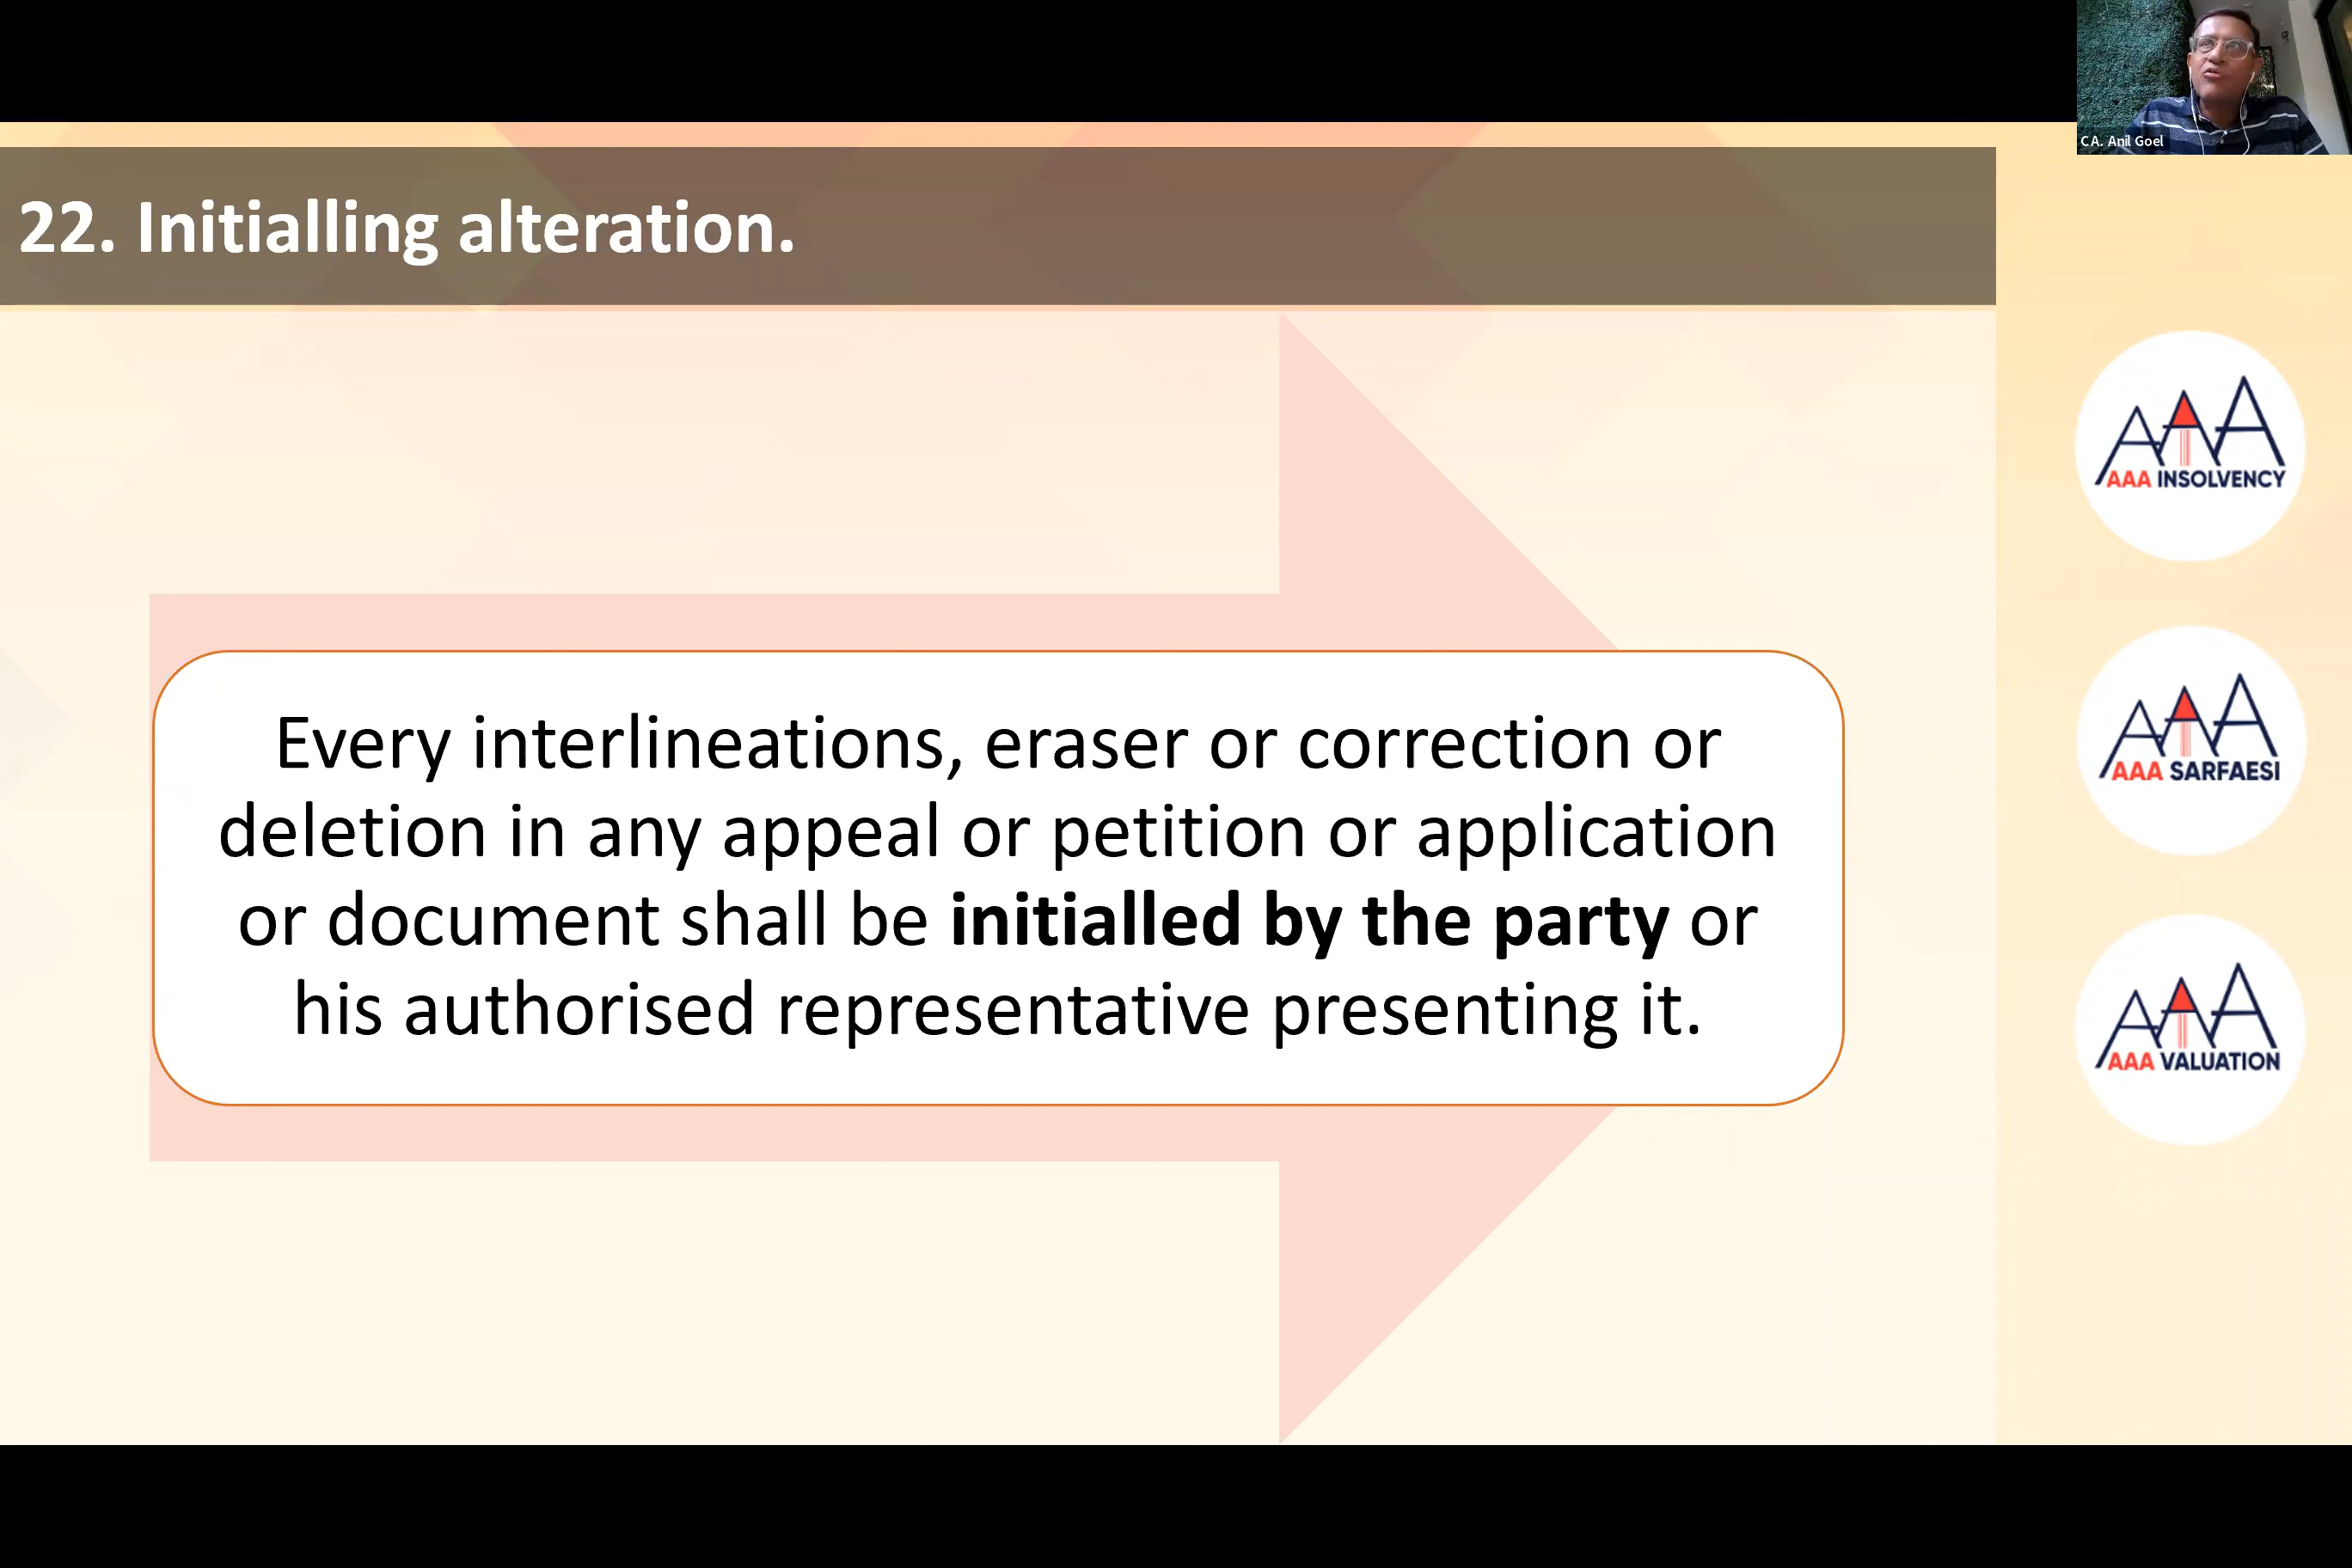 CA. Anil Goel
22. Initialling alteration.
Every interlineations, eraser or correction or
deletion in any appeal or petition or application
or document shall be initialled by the party or
his authorised representative presenting it.
AAA INSOLVENCY
AAA SARFAESI
AAA VALUATION